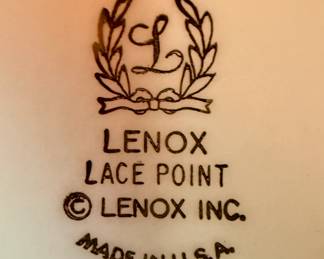 L
LENOX
LACE POINT
© LENOX INC.
MADE IN U.S.A.